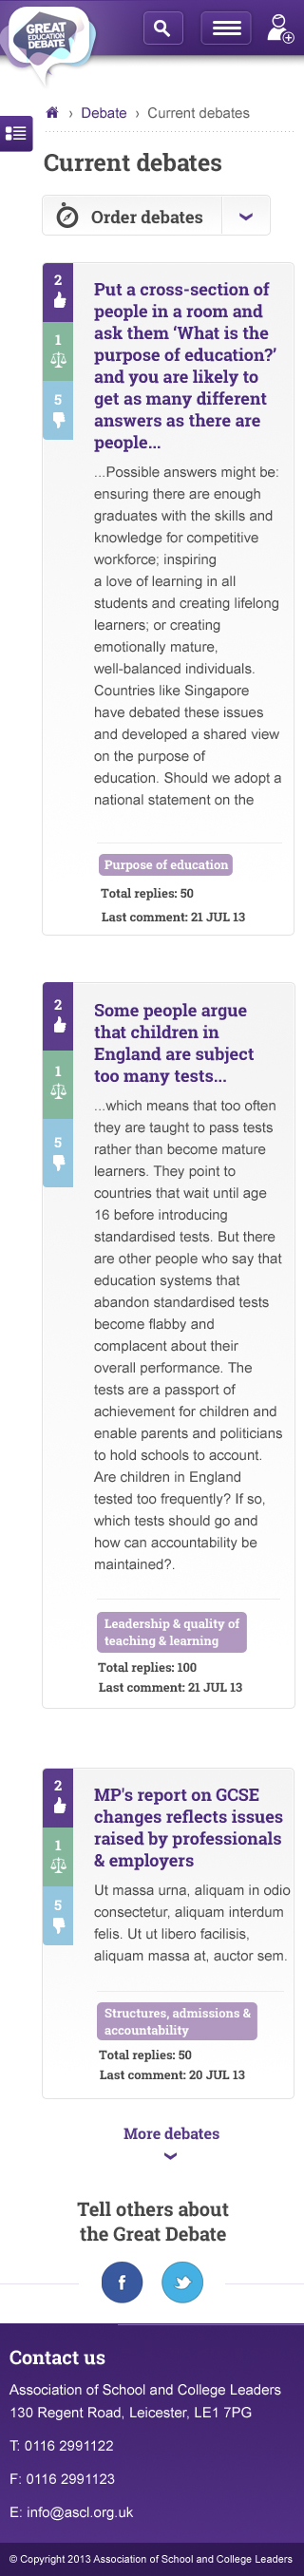 GREAT
EDUCATION
DEBATE
› Debate › Current debates
Current debates
Order debates
2
1
5
Put a cross-section of
people in a room and
ask them ‘What is the
purpose of education?’
and you are likely to
get as many different
answers as there are
people...
...Possible answers might be:
ensuring there are enough
graduates with the skills and
knowledge for competitive
workforce; inspiring
a love of learning in all
students and creating lifelong
learners; or creating
emotionally mature,
well-balanced individuals.
Countries like Singapore
have debated these issues
and developed a shared view
on the purpose of
education. Should we adopt a
national statement on the
Purpose of education
Total replies: 50
Last comment: 21 JUL 13
2
1
5
Some people argue
that children in
England are subject
too many tests...
...which means that too often
they are taught to pass tests
rather than become mature
learners. They point to
countries that wait until age
16 before introducing
standardised tests. But there
are other people who say that
education systems that
abandon standardised tests
become flabby and
complacent about their
overall performance. The
tests are a passport of
achievement for children and
enable parents and politicians
to hold schools to account.
Are children in England
tested too frequently? If so,
which tests should go and
how can accountability be
maintained?.
Leadership & quality of
teaching & learning
Total replies: 100
Last comment: 21 JUL 13
2
1
5
MP's report on GCSE
changes reflects issues
raised by professionals
& employers
Ut massa urna, aliquam in odio
consectetur, aliquam interdum
felis. Ut ut libero facilisis,
aliquam massa at, auctor sem.
Structures, admissions &
accountability
Total replies: 50
Last comment: 20 JUL 13
More debates
Tell others about
the Great Debate
f
Contact us
Association of School and College Leaders
130 Regent Road, Leicester, LE1 7PG
T: 0116 2991122
F: 0116 2991123
E: info@ascl.org.uk
© Copyright 2013 Association of School and College Leaders